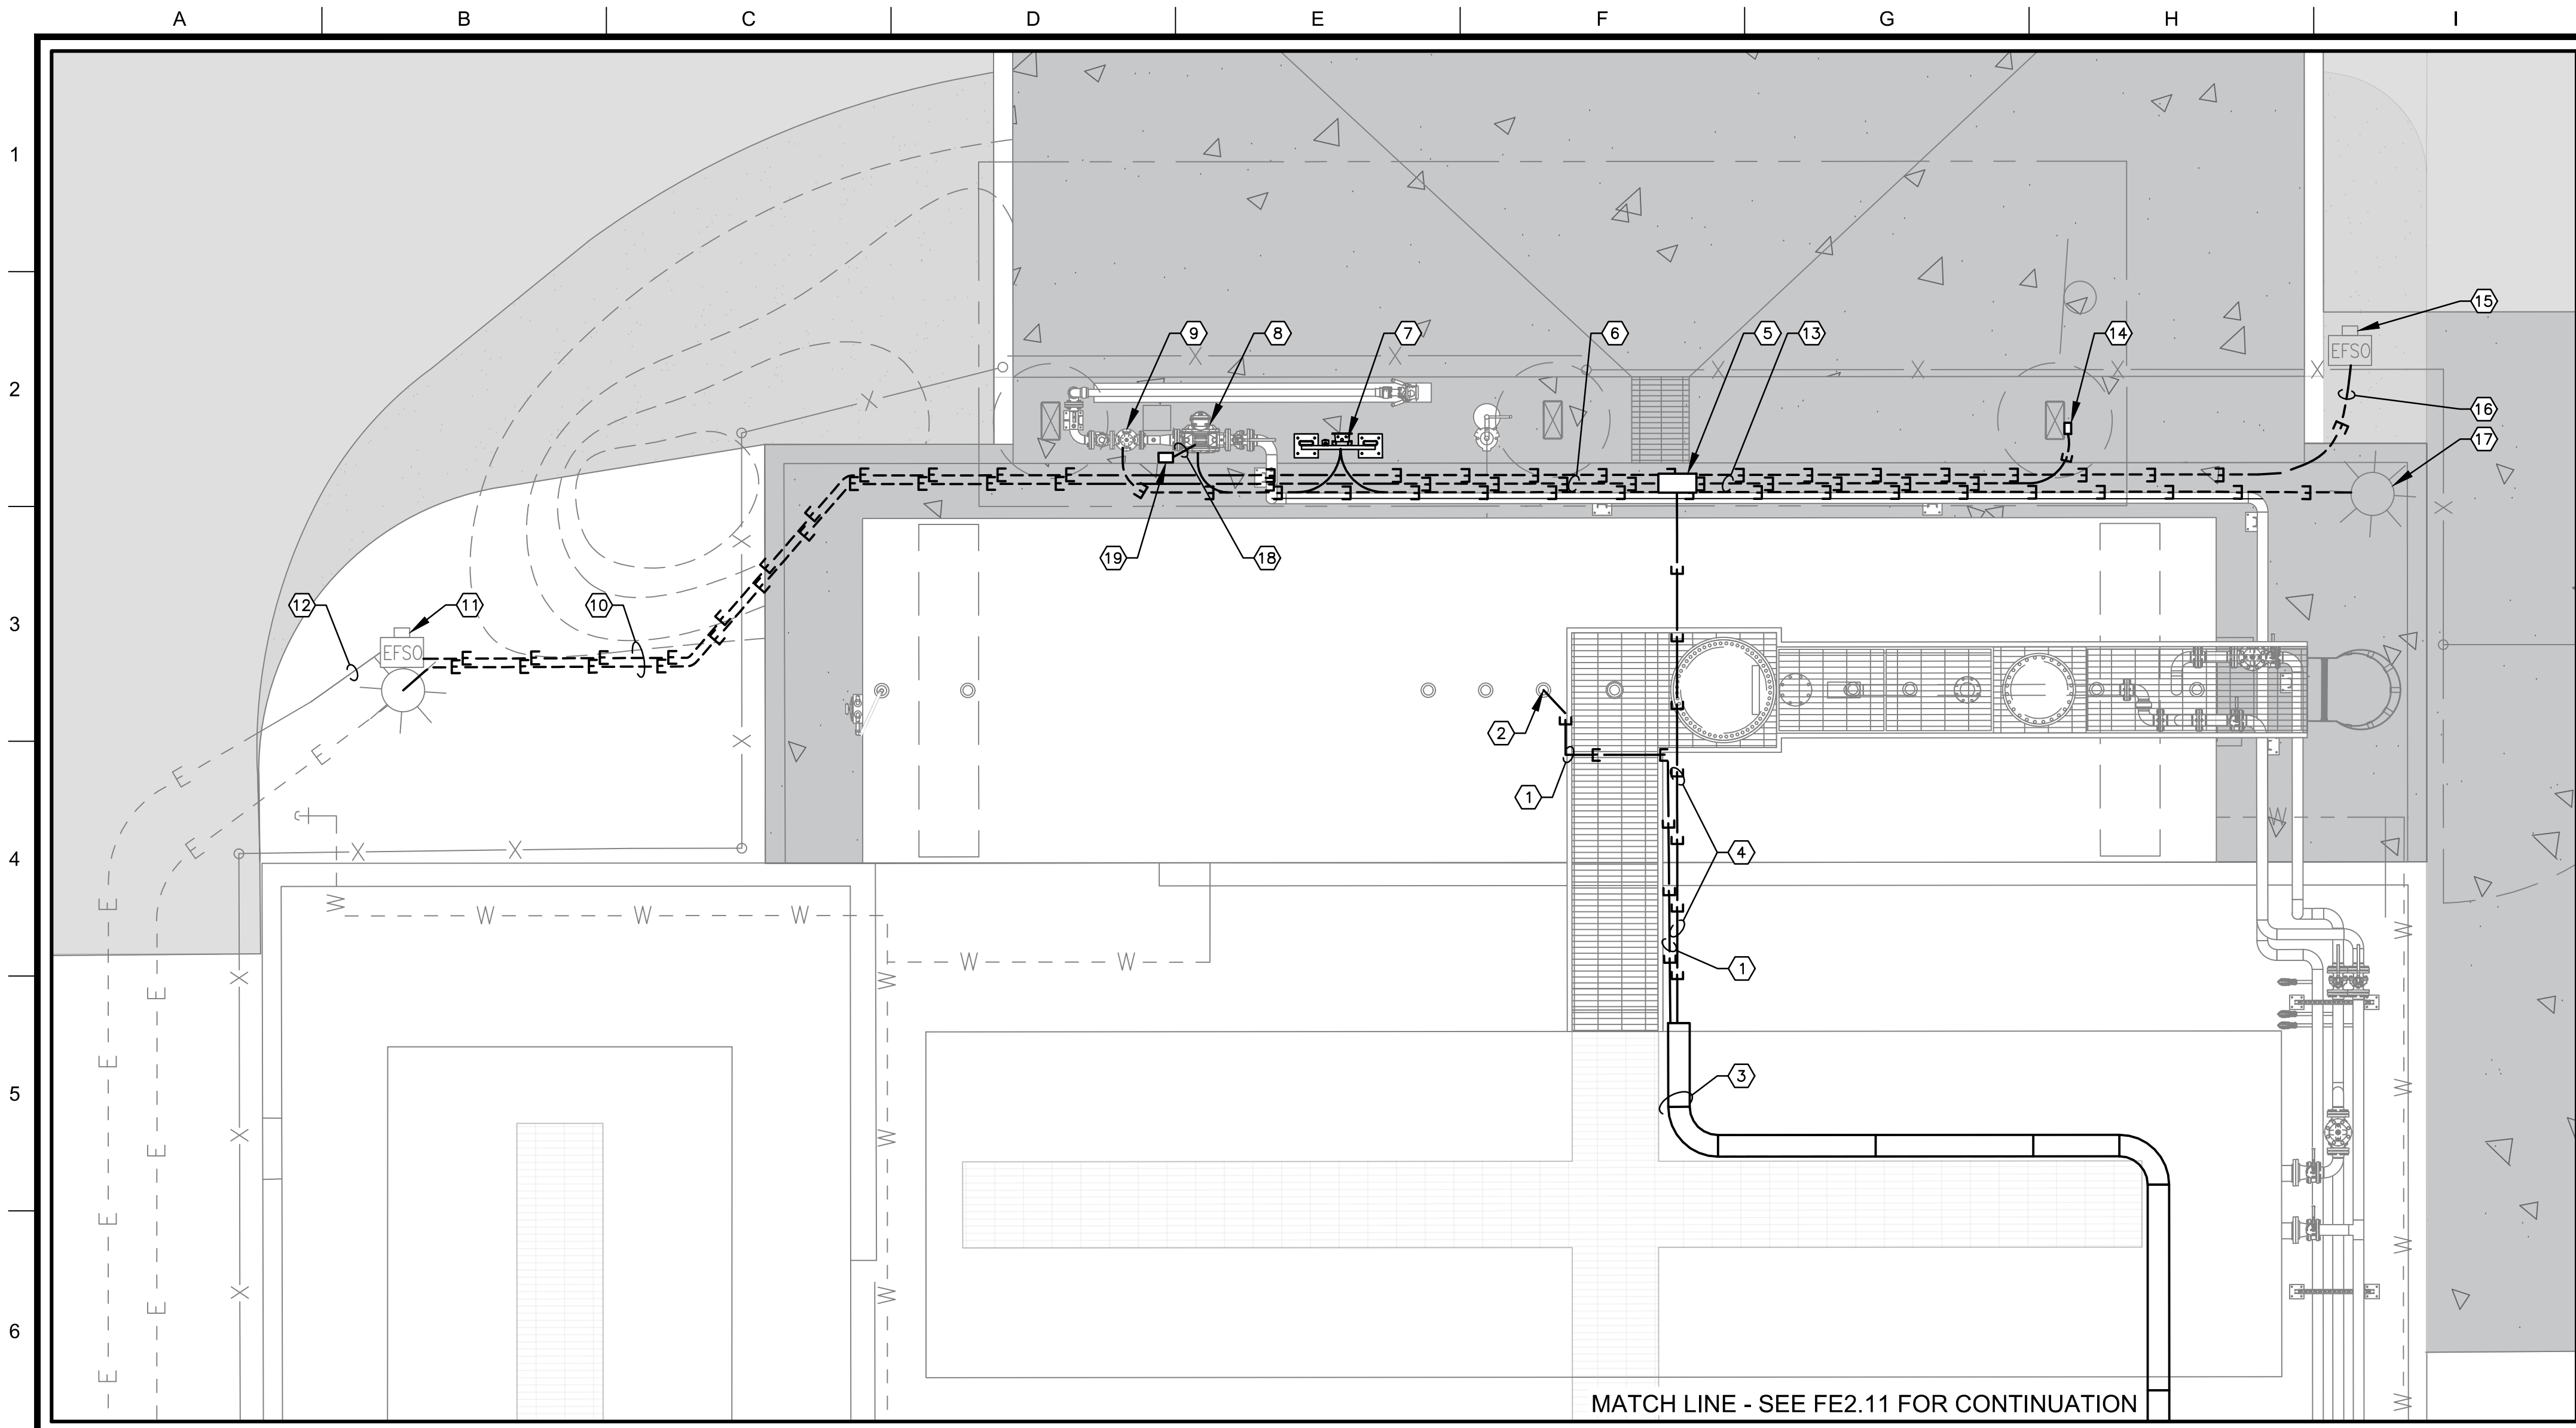 A B C D E F G H I
1
2
3
4
5
6
9 8 7 6 5 13 14 15
EFSO
16
17
19 18
12 11 10
EFSO
2
1
4
1
3
E E E E E E E E E E E E E E
X X X X X X X X
W W W W W W W W W W
MATCH LINE - SEE FE2.11 FOR CONTINUATION